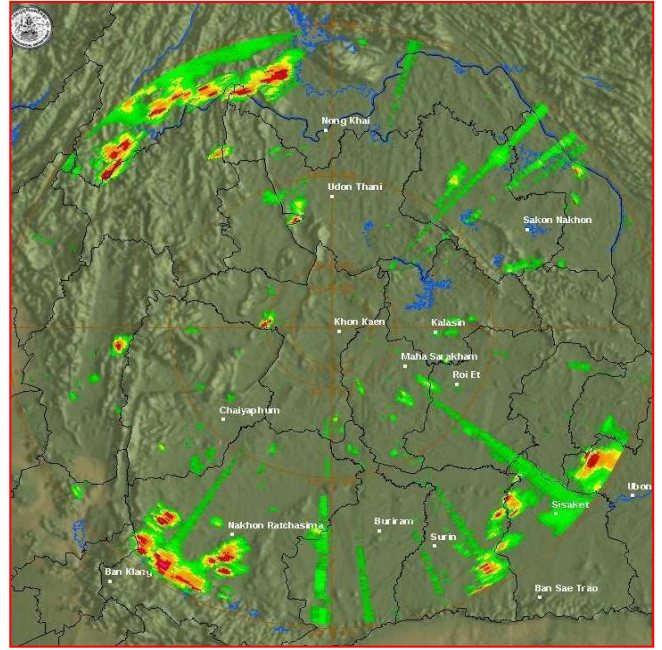 Nong Khai
Udon Thani
Sakon Nakhon
Khon Kaen
Kalasin
Maha Sarakham
Roi Et
Chaiyaphum
Ubon
Sisaket
Nakhon Ratchasima
Buriram
Surin
Ban Klang
Ban Sae Trao